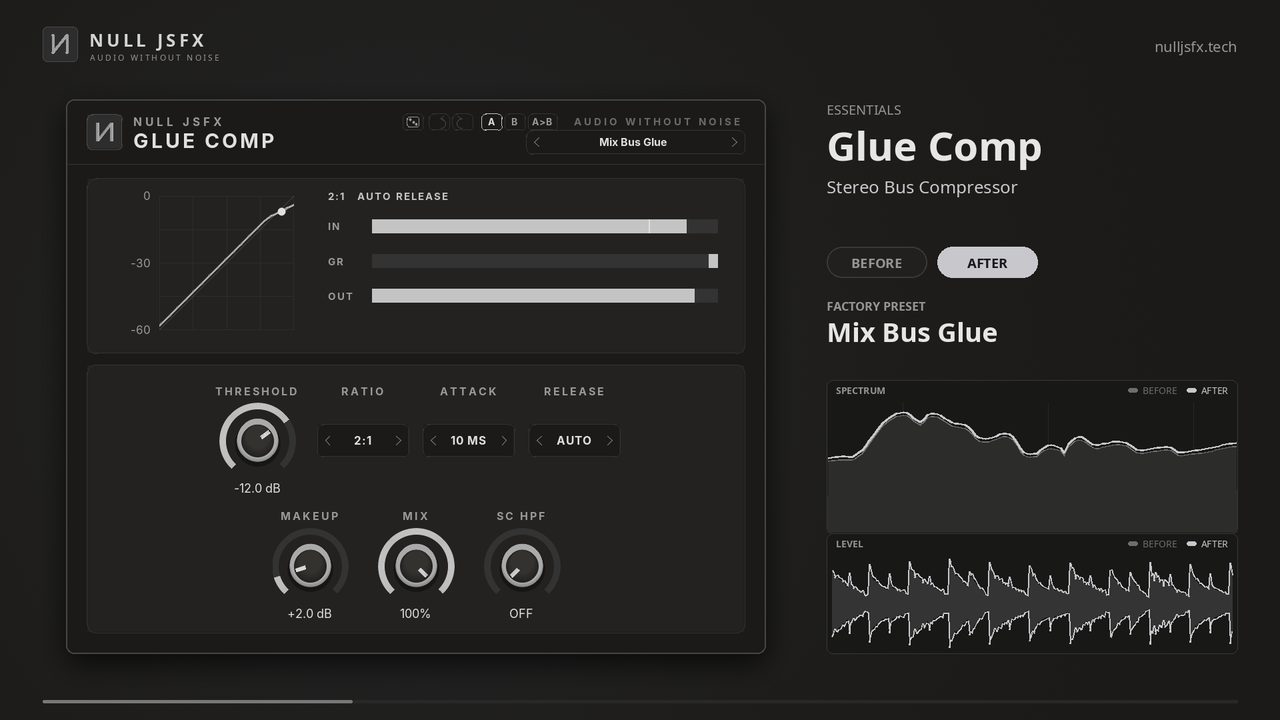 NULL JSFX
AUDIO WITHOUT NOISE
nulljsfx.tech
NULL JSFX
GLUE COMP
A B A>B
AUDIO WITHOUT NOISE
Mix Bus Glue
0
-30
-60
2:1 AUTO RELEASE
IN
GR
OUT
THRESHOLD
RATIO
ATTACK
RELEASE
2:1
10 MS
AUTO
-12.0 dB
MAKEUP
MIX
SC HPF
+2.0 dB
100%
OFF
ESSENTIALS
Glue Comp
Stereo Bus Compressor
BEFORE
AFTER
FACTORY PRESET
Mix Bus Glue
SPECTRUM
BEFORE
AFTER
LEVEL
BEFORE
AFTER